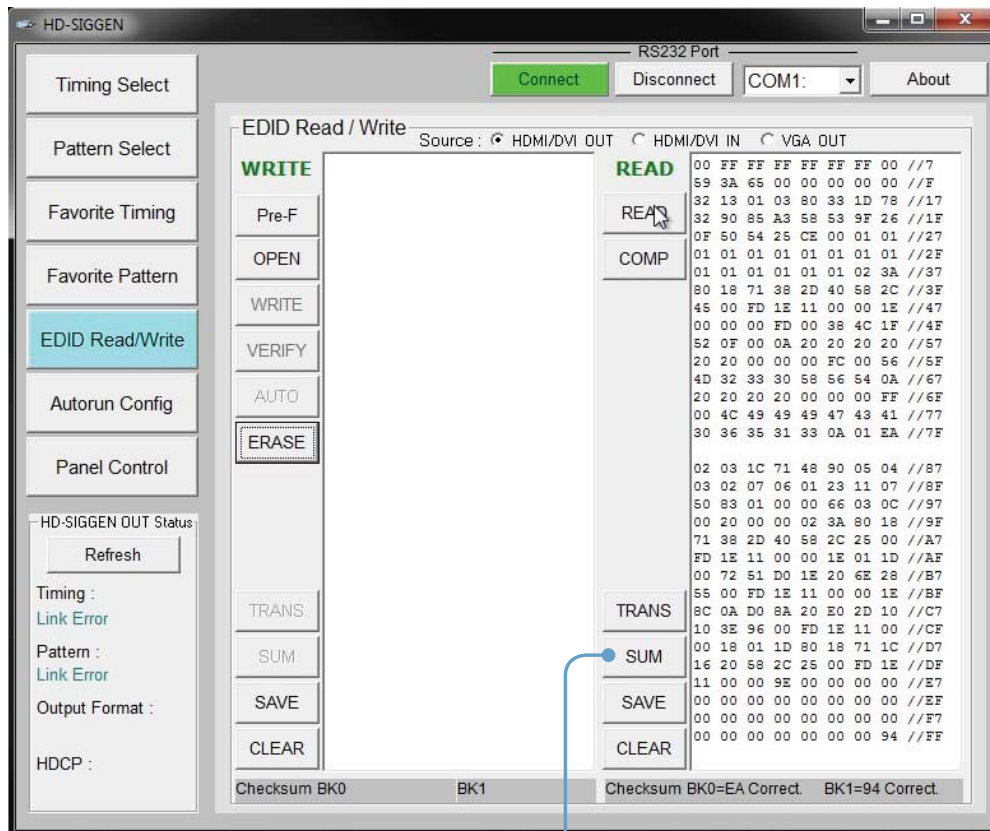 HD-SIGGEN
RS232 Port
Connect Disconnect COM1: About
Timing Select
Pattern Select
Favorite Timing
Favorite Pattern
EDID Read/Write
Autorun Config
Panel Control
HD-SIGGEN OUT Status
Refresh
Timing :
Link Error
Pattern :
Link Error
Output Format :
HDCP :
EDID Read / Write
Source : HDMI/DVI OUT HDMI/DVI IN VGA OUT
WRITE
Pre-F
OPEN
WRITE
VERIFY
AUTO
ERASE
TRANS
SUM
SAVE
CLEAR
READ
READ
COMP
TRANS
SUM
SAVE
CLEAR
00 FF FF FF FF FF FF 00 //7
59 3A 65 00 00 00 00 00 //F
32 13 01 03 80 33 1D 78 //17
32 90 85 A3 58 53 9F 26 //1F
0F 50 54 25 CE 00 01 01 //27
01 01 01 01 01 01 01 01 //2F
01 01 01 01 01 01 02 3A //37
80 18 71 38 2D 40 58 2C //3F
45 00 FD 1E 11 00 00 1E //47
00 00 00 FD 00 38 4C 1F //4F
52 0F 00 0A 20 20 20 20 //57
20 20 00 00 00 FC 00 56 //5F
4D 32 33 30 58 56 54 0A //67
20 20 20 20 00 00 00 FF //6F
00 4C 49 49 49 47 43 41 //77
30 36 35 31 33 0A 01 EA //7F
02 03 1C 71 48 90 05 04 //87
03 02 07 06 01 23 11 07 //8F
50 83 01 00 00 66 03 0C //97
00 20 00 00 02 3A 80 18 //9F
71 38 2D 40 58 2C 25 00 //A7
FD 1E 11 00 00 1E 01 1D //AF
00 72 51 D0 1E 20 6E 28 //B7
55 00 FD 1E 11 00 00 1E //BF
8C 0A D0 8A 20 E0 2D 10 //C7
10 3E 96 00 FD 1E 11 00 //CF
00 18 01 1D 80 18 71 1C //D7
16 20 58 2C 25 00 FD 1E //DF
11 00 00 9E 00 00 00 00 //E7
00 00 00 00 00 00 00 00 //EF
00 00 00 00 00 00 00 00 //F7
00 00 00 00 00 00 00 94 //FF
Checksum BK0 BK1
Checksum BK0=EA Correct. BK1=94 Correct.